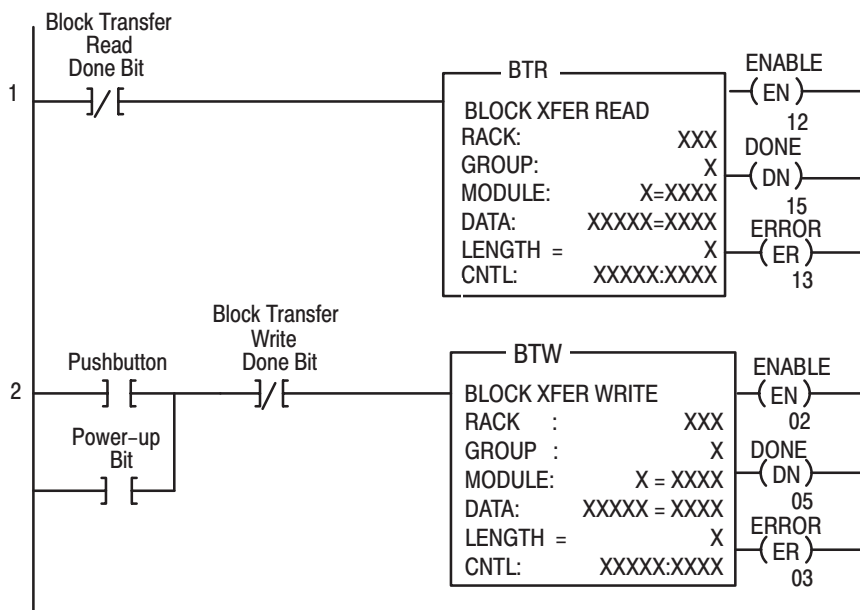 Block Transfer
Read
Done Bit
1
BTR
BLOCK XFER READ
RACK: XXX
GROUP: X
MODULE: X=XXXX
DATA: XXXXX=XXXX
LENGTH = X
CNTL: XXXXX:XXXX
ENABLE
EN
12
DONE
DN
15
ERROR
ER
13
Block Transfer
Write
Done Bit
Pushbutton
2
Power-up
Bit
BTW
BLOCK XFER WRITE
RACK : XXX
GROUP : X
MODULE: X = XXXX
DATA: XXXXX = XXXX
LENGTH = X
CNTL: XXXXX:XXXX
ENABLE
EN
02
DONE
DN
05
ERROR
ER
03